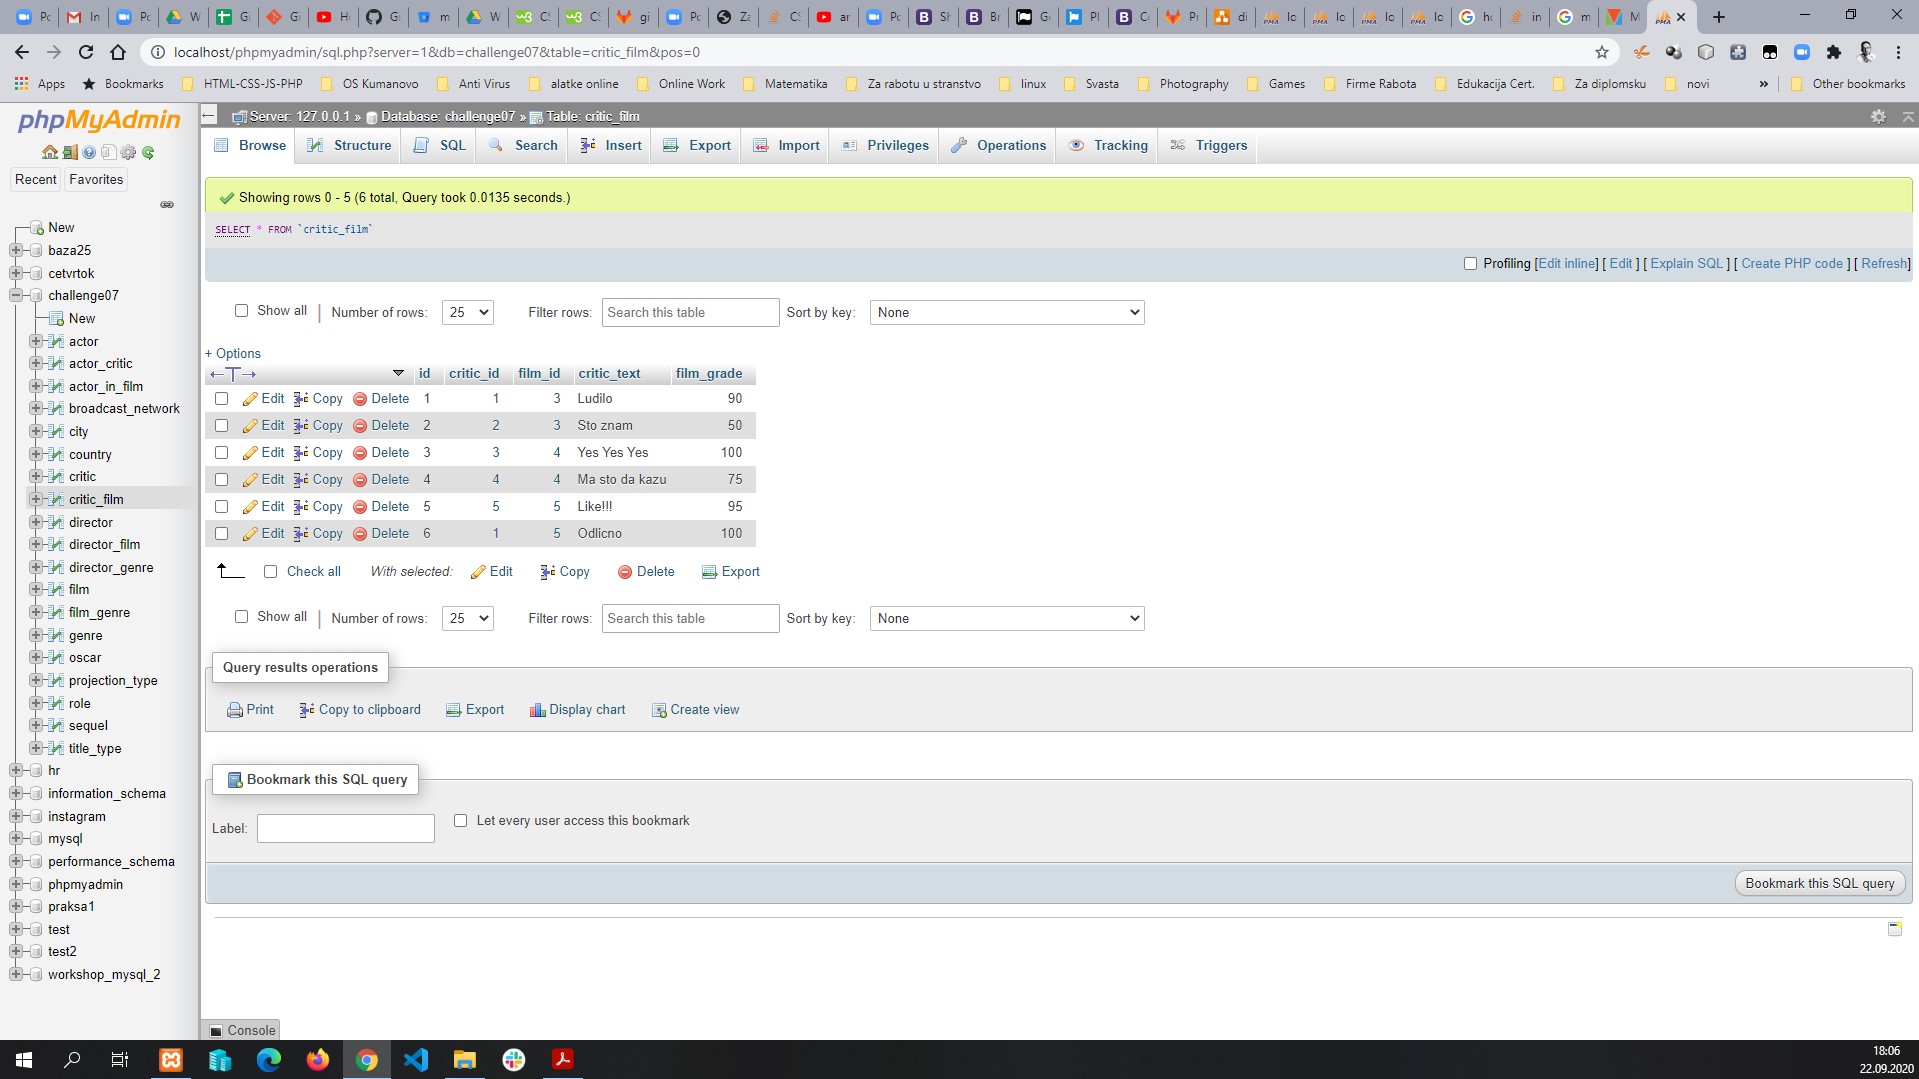 localhost/phpmyadmin/sql.php?server=1&db=challenge07&table=critic_film&pos=0
Apps Bookmarks HTML-CSS-JS-PHP OS Kumanovo Anti Virus alatke online Online Work Matematika Za rabotu u stranstvo linux Svasta Photography Games Firme Rabota Edukacija Cert. Za diplomsku novi » Other bookmarks
phpMyAdmin
Recent Favorites
New
baza25
cetvrtok
challenge07
New
actor
actor_critic
actor_in_film
broadcast_network
city
country
critic
critic_film
director
director_film
director_genre
film
film_genre
genre
oscar
projection_type
role
sequel
title_type
hr
information_schema
instagram
mysql
performance_schema
phpmyadmin
praksa1
test
test2
workshop_mysql_2
Server: 127.0.0.1 » Database: challenge07 » Table: critic_film
Browse Structure SQL Search Insert Export Import Privileges Operations Tracking Triggers
Showing rows 0 - 5 (6 total, Query took 0.0135 seconds.)
SELECT * FROM `critic_film`
Profiling [Edit inline] [ Edit ] [ Explain SQL ] [ Create PHP code ] [ Refresh]
Show all | Number of rows: 25 Filter rows: Search this table Sort by key: None
+ Options
←T→ id critic_id film_id critic_text film_grade
Edit Copy Delete 1 1 3 Ludilo 90
Edit Copy Delete 2 2 3 Sto znam 50
Edit Copy Delete 3 3 4 Yes Yes Yes 100
Edit Copy Delete 4 4 4 Ma sto da kazu 75
Edit Copy Delete 5 5 5 Like!!! 95
Edit Copy Delete 6 1 5 Odlicno 100
Check all With selected: Edit Copy Delete Export
Show all | Number of rows: 25 Filter rows: Search this table Sort by key: None
Query results operations
Print Copy to clipboard Export Display chart Create view
Bookmark this SQL query
Label: Let every user access this bookmark
Bookmark this SQL query
Console
18:06
22.09.2020